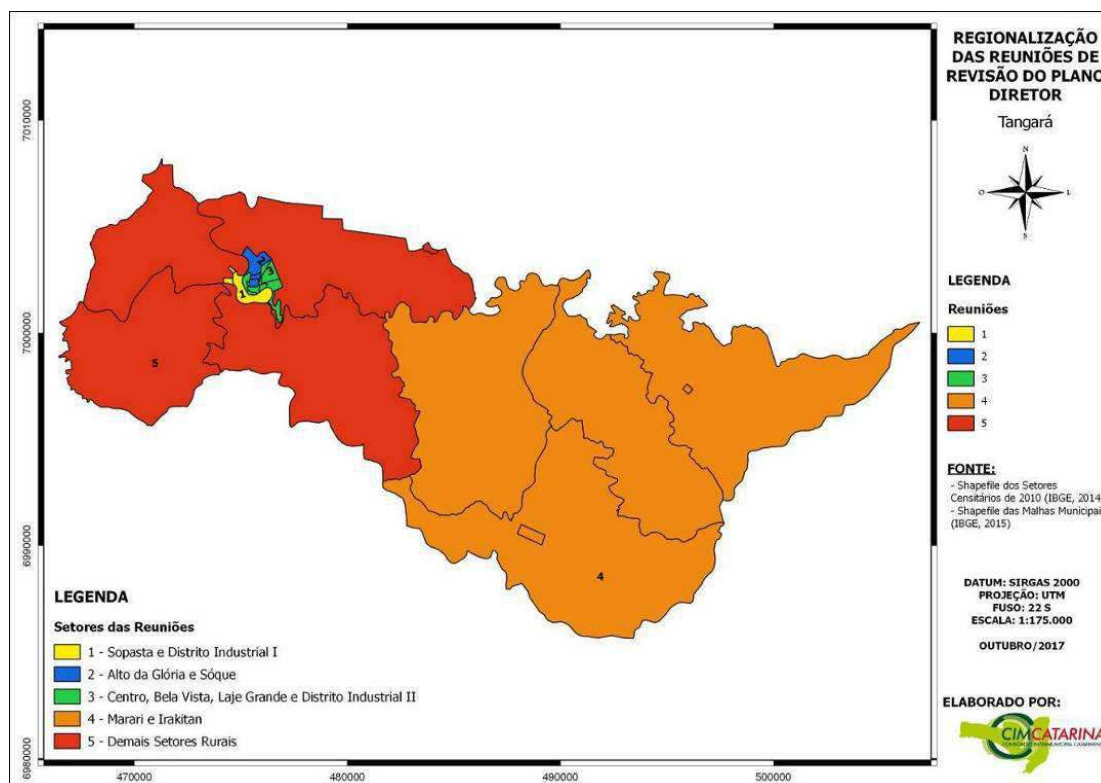 REGIONALIZAÇÃO
DAS REUNIÕES DE
REVISÃO DO PLANO
DIRETOR
Tangará
N
O
L
S
LEGENDA
Reuniões
1
2
3
4
5
FONTE:
- Shapefile dos Setores
Censitários de 2010 (IBGE, 2014
- Shapefile das Malhas Municipai
(IBGE, 2015)
DATUM: SIRGAS 2000
PROJEÇÃO: UTM
FUSO: 22 S
ESCALA: 1:175.000
OUTUBRO/2017
ELABORADO POR:
CIMCATARINA
7010000
7000000
6990000
6980000
2
3
1
5
4
LEGENDA
Setores das Reuniões
1 - Sopasta e Distrito Industrial I
2 - Alto da Glória e Sóque
3 - Centro, Bela Vista, Laje Grande e Distrito Industrial II
4 - Marari e Irakitan
5 - Demais Setores Rurais
470000
480000
490000
500000